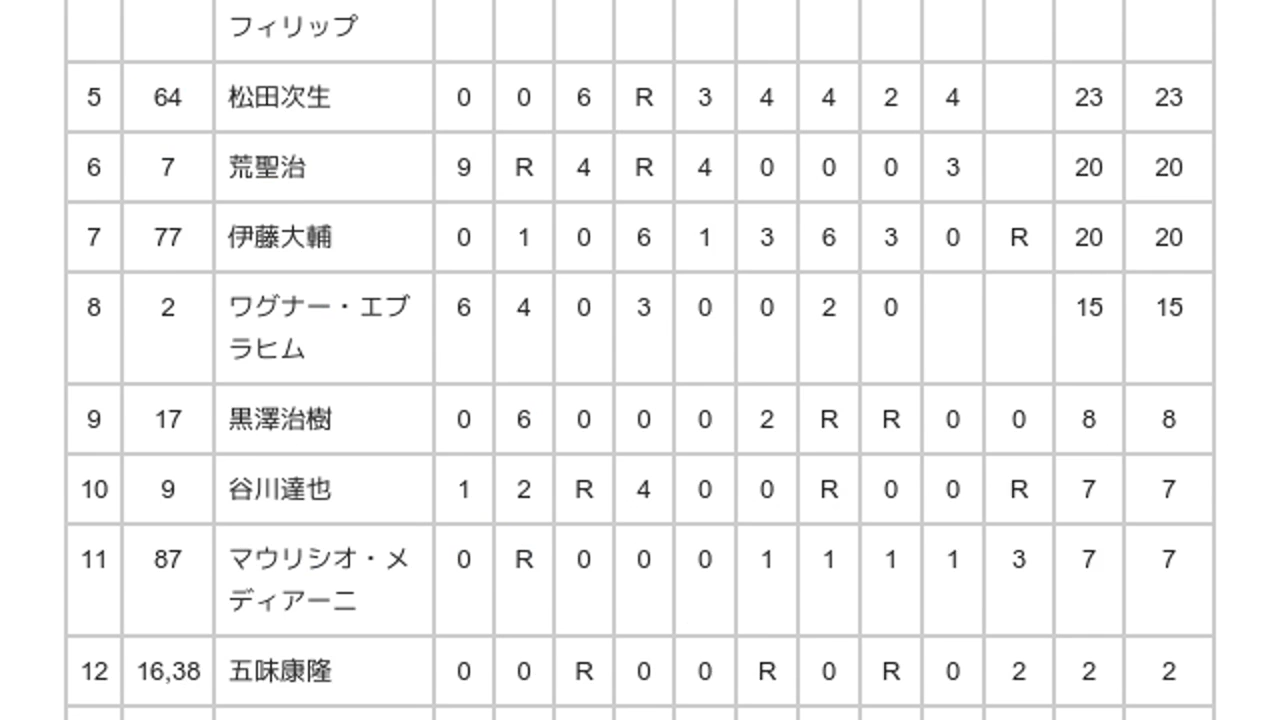 フィリップ
5 64 松田次生 0 0 6 R 3 4 4 2 4 23 23
6 7 荒聖治 9 R 4 R 4 0 0 0 3 20 20
7 77 伊藤大輔 0 1 0 6 1 3 6 3 0 R 20 20
8 2 ワグナー・エブ 6 4 0 3 0 0 2 0 15 15
ラヒム
9 17 黒澤治樹 0 6 0 0 0 2 R R 0 0 8 8
10 9 谷川達也 1 2 R 4 0 0 R 0 0 R 7 7
11 87 マウリシオ・メ 0 R 0 0 0 1 1 1 1 3 7 7
ディアーニ
12 16,38 五味康隆 0 0 R 0 0 R 0 R 0 2 2 2